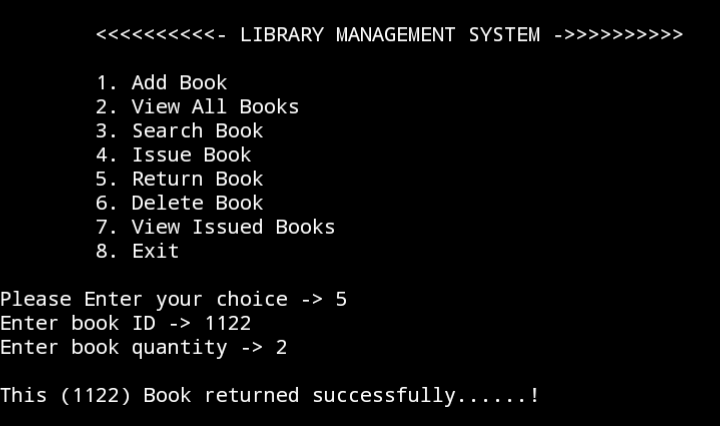 <<<<<<<<<<- LIBRARY MANAGEMENT SYSTEM ->>>>>>>>>>
1. Add Book
2. View All Books
3. Search Book
4. Issue Book
5. Return Book
6. Delete Book
7. View Issued Books
8. Exit
Please Enter your choice -> 5
Enter book ID -> 1122
Enter book quantity -> 2
This (1122) Book returned successfully......!